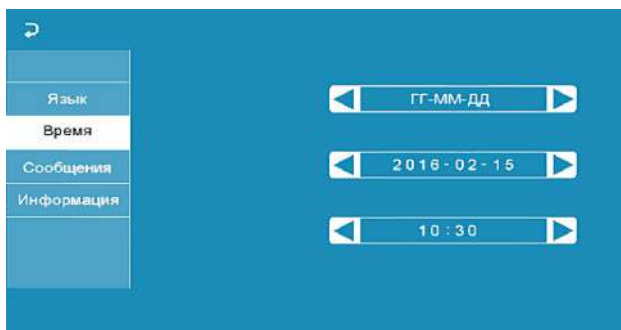 Язык
ГГ-ММ-ДД
Время
Сообщения
2016-02-15
Информация
10:30